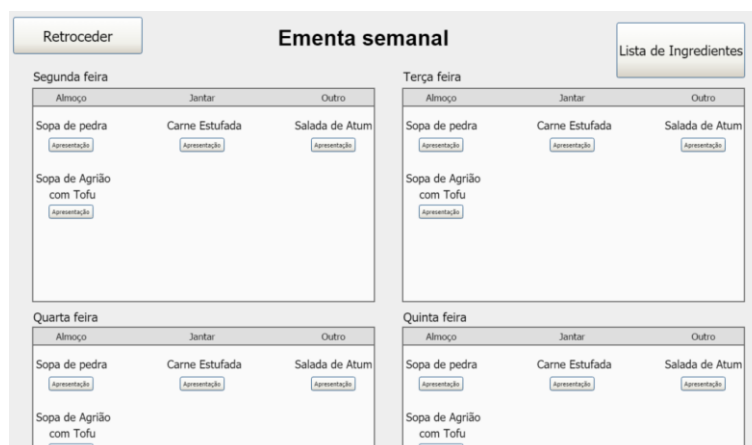 Retroceder
Ementa semanal
Lista de Ingredientes
Segunda feira
Almoço Jantar Outro
Sopa de pedra Carne Estufada Salada de Atum
Apresentação Apresentação Apresentação
Sopa de Agrião
com Tofu
Apresentação
Terça feira
Almoço Jantar Outro
Sopa de pedra Carne Estufada Salada de Atum
Apresentação Apresentação Apresentação
Sopa de Agrião
com Tofu
Apresentação
Quarta feira
Almoço Jantar Outro
Sopa de pedra Carne Estufada Salada de Atum
Apresentação Apresentação Apresentação
Sopa de Agrião
com Tofu
Quinta feira
Almoço Jantar Outro
Sopa de pedra Carne Estufada Salada de Atum
Apresentação Apresentação Apresentação
Sopa de Agrião
com Tofu